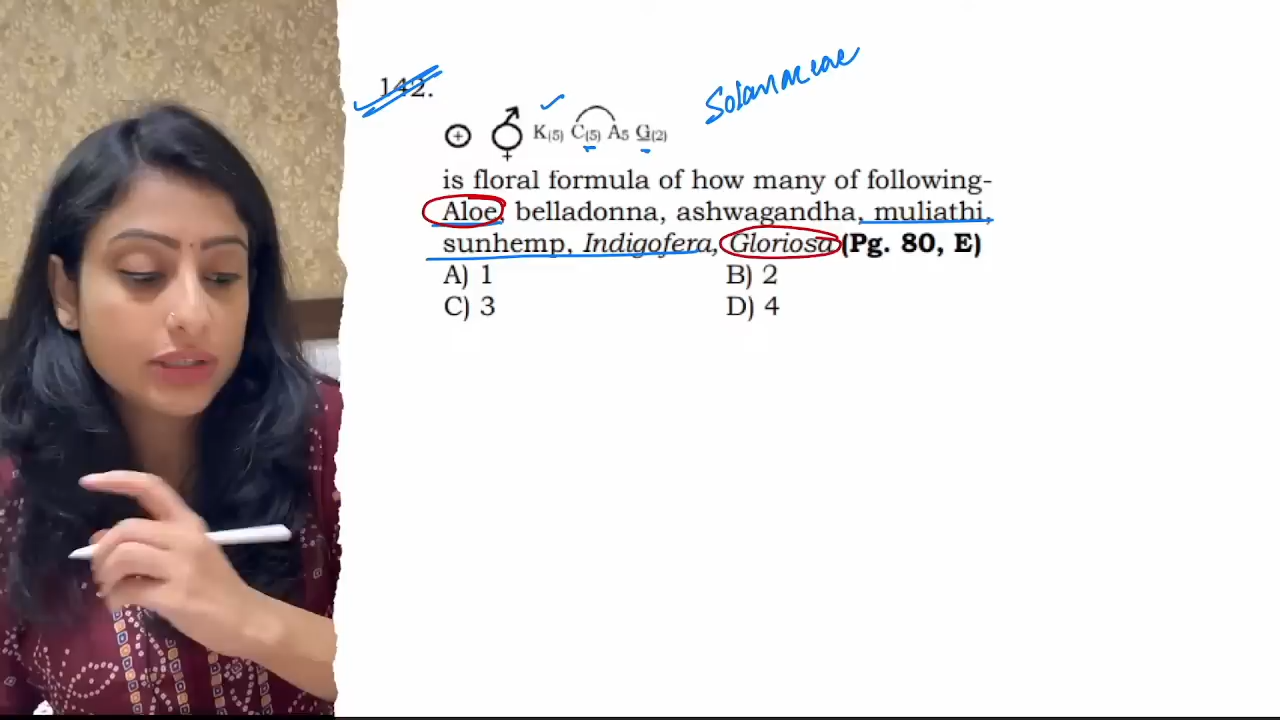 142.
Solanaceae
⊕ ⚥ K(5) C(5) A5 G(2)
is floral formula of how many of following-
Aloe, belladonna, ashwagandha, muliathi,
sunhemp, Indigofera, Gloriosa (Pg. 80, E)
A) 1 B) 2
C) 3 D) 4